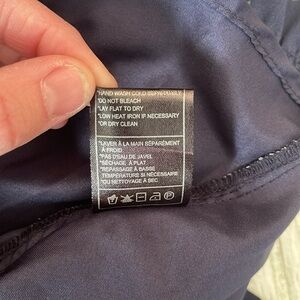 *HAND WASH COLD SEPARATELY
*DO NOT BLEACH
*LAY FLAT TO DRY
*LOW HEAT IRON IF NECESSARY
*OR DRY CLEAN
*LAVER À LA MAIN SÉPARÉMENT
À FROID
*PAS D'EAU DE JAVEL
*SÉCHAGE À PLAT
*REPASSAGE À BASSE
TEMPÉRATURE SI NÉCESSAIRE
*OU NETTOYAGE À SEC